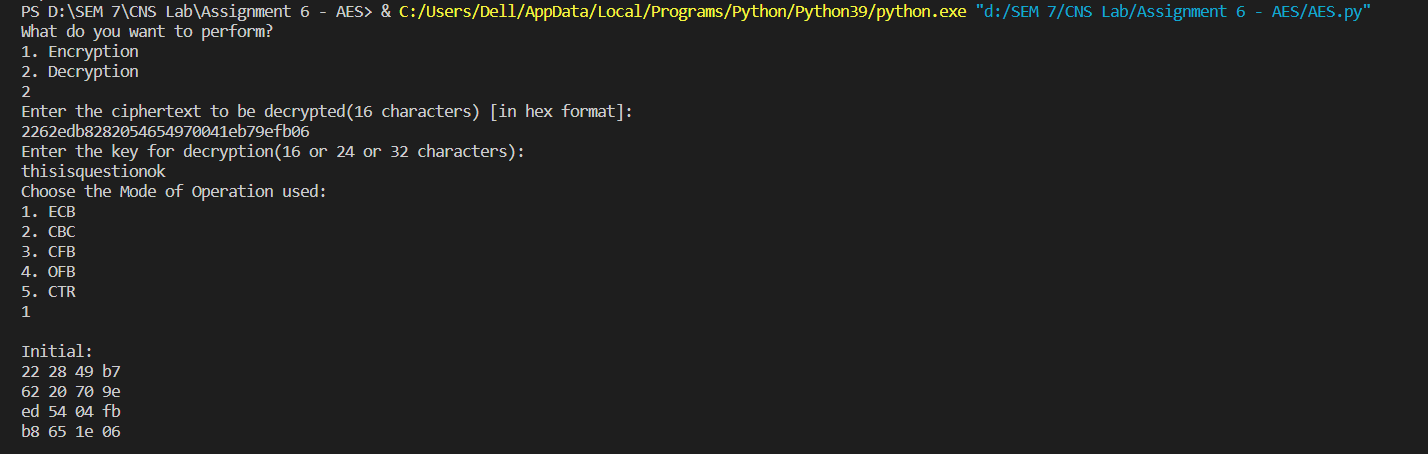 PS D:\SEM 7\CNS Lab\Assignment 6 - AES> & C:/Users/Dell/AppData/Local/Programs/Python/Python39/python.exe "d:/SEM 7/CNS Lab/Assignment 6 - AES/AES.py"
What do you want to perform?
1. Encryption
2. Decryption
2
Enter the ciphertext to be decrypted(16 characters) [in hex format]:
2262edb8282054654970041eb79efb06
Enter the key for decryption(16 or 24 or 32 characters):
thisisquestionok
Choose the Mode of Operation used:
1. ECB
2. CBC
3. CFB
4. OFB
5. CTR
1
Initial:
22 28 49 b7
62 20 70 9e
ed 54 04 fb
b8 65 1e 06